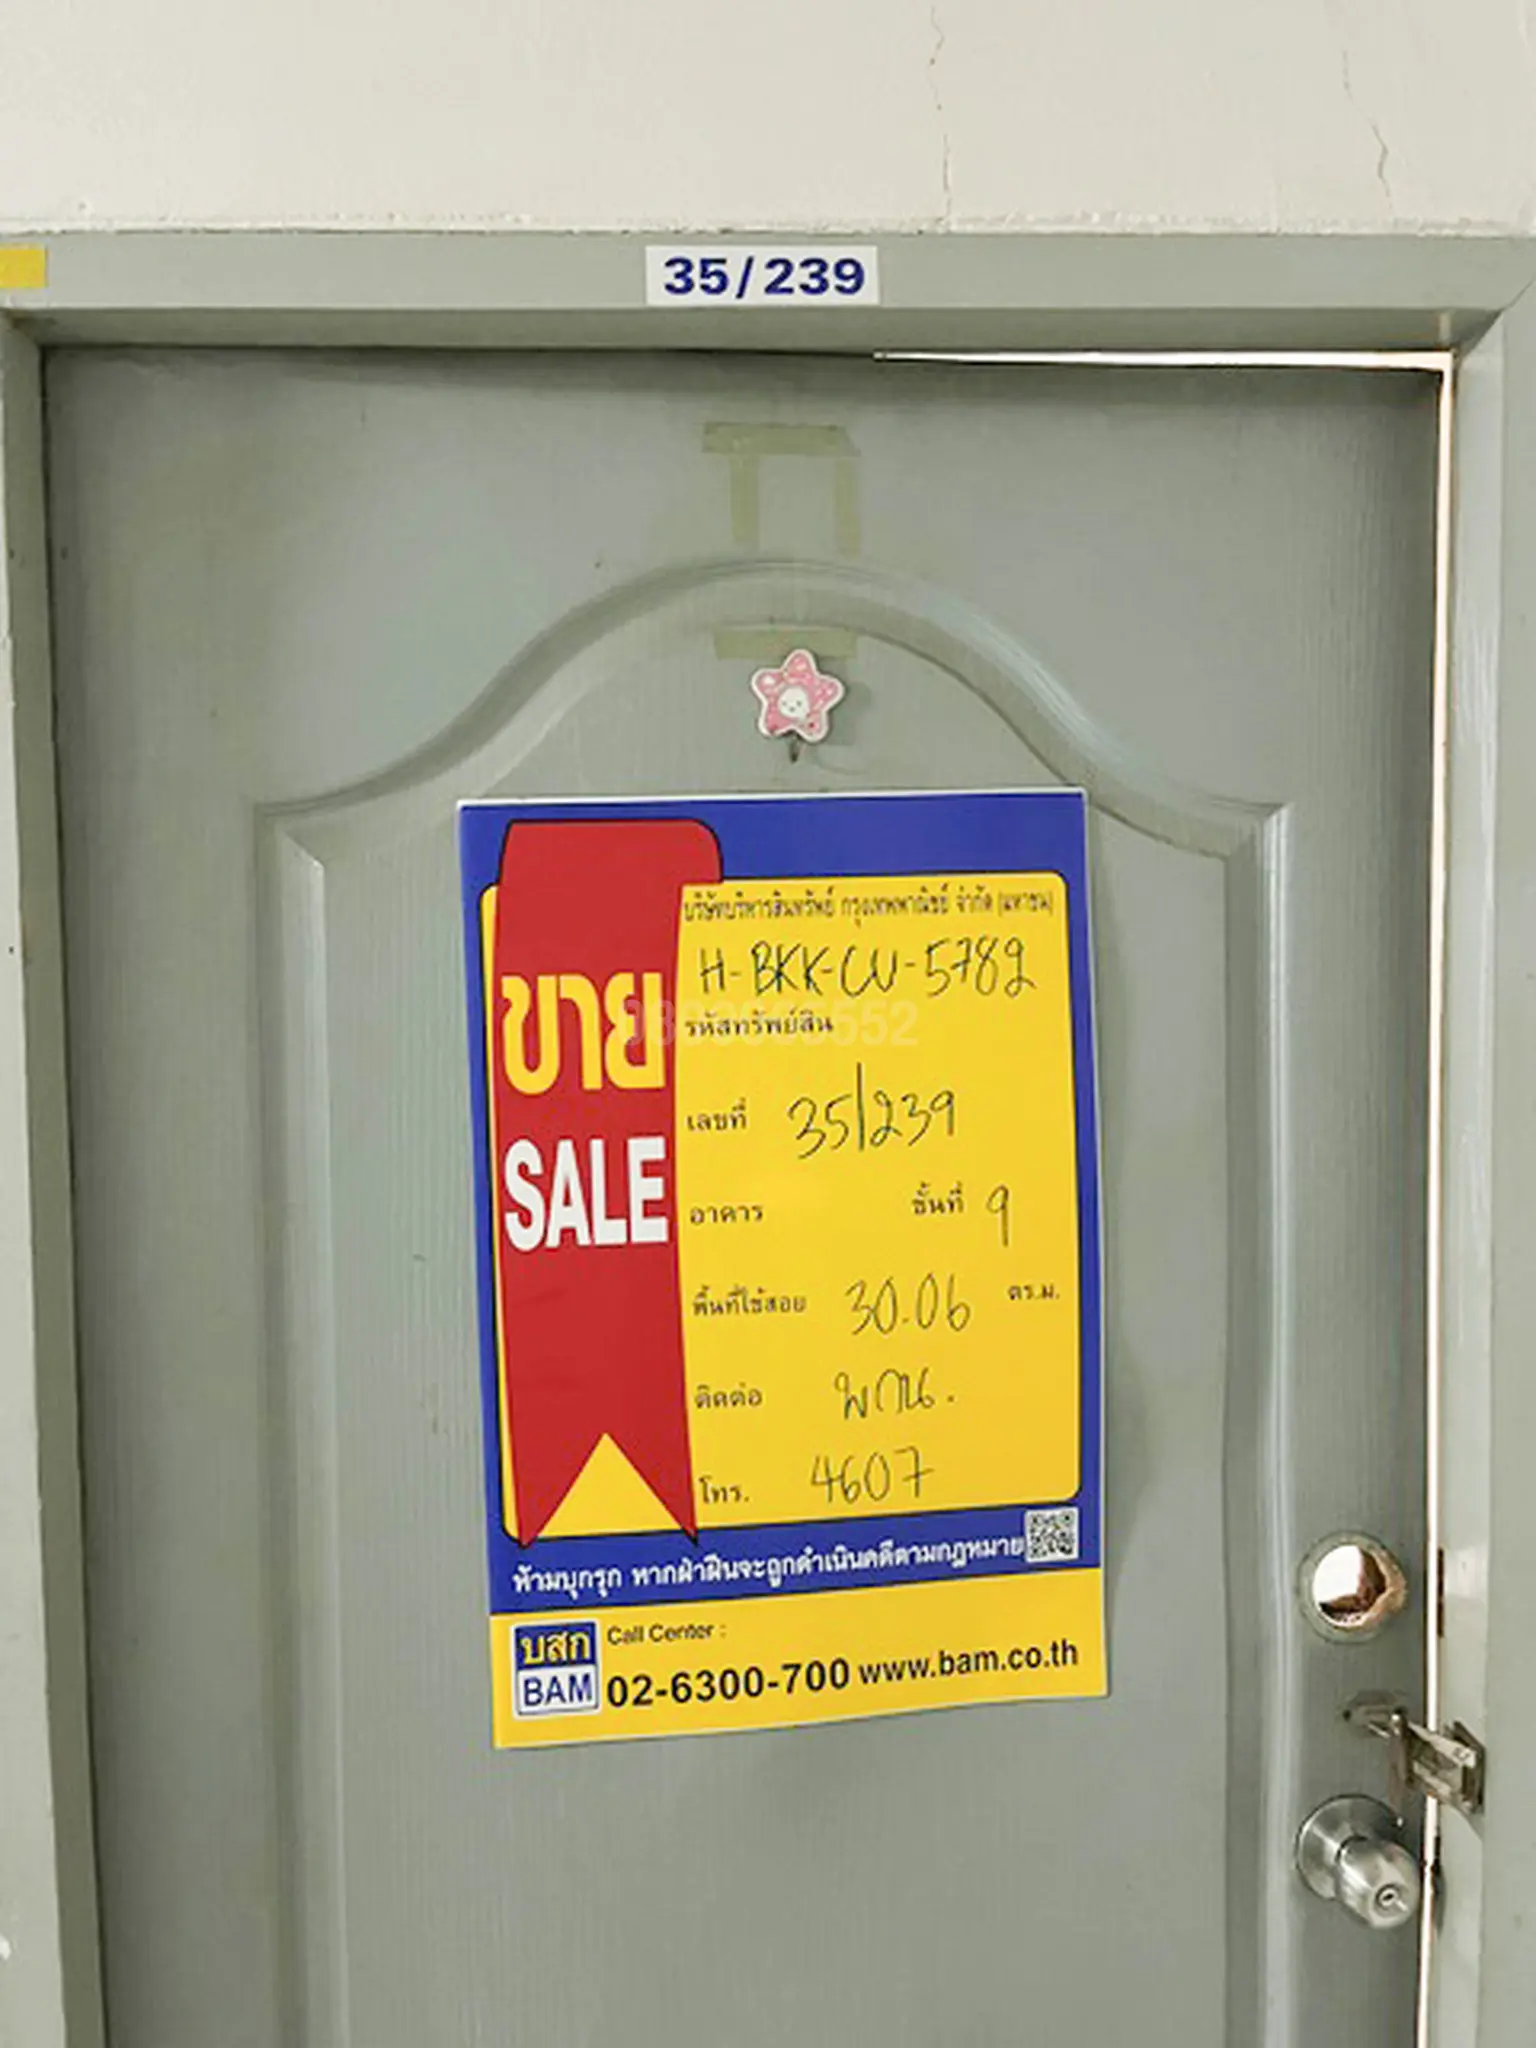 35/239
บริษัทบริหารสินทรัพย์ กรุงเทพพาณิชย์ จำกัด (มหาชน)
H-BKK-CU-5782
รหัสทรัพย์สิน
ขาย
SALE
เลขที่ 35/239
อาคาร ชั้นที่ 9
พื้นที่ใช้สอย 30.06 ตร.ม.
ติดต่อ
โทร. 4607
ห้ามบุกรุก หากฝ่าฝืนจะถูกดำเนินคดีตามกฎหมาย
บสก
BAM
Call Center :
02-6300-700 www.bam.co.th